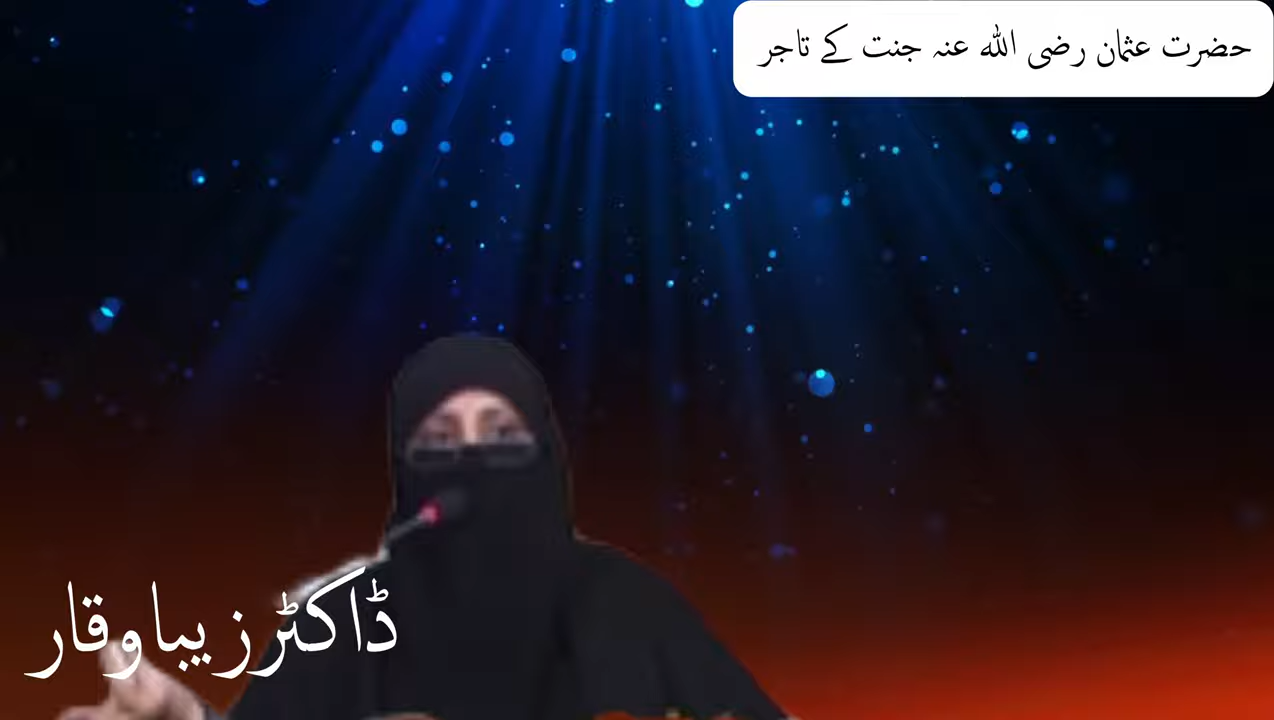 حضرت عثمان رضی اللہ عنہ جنت کے تاجر
ڈاکٹر زیبا وقار